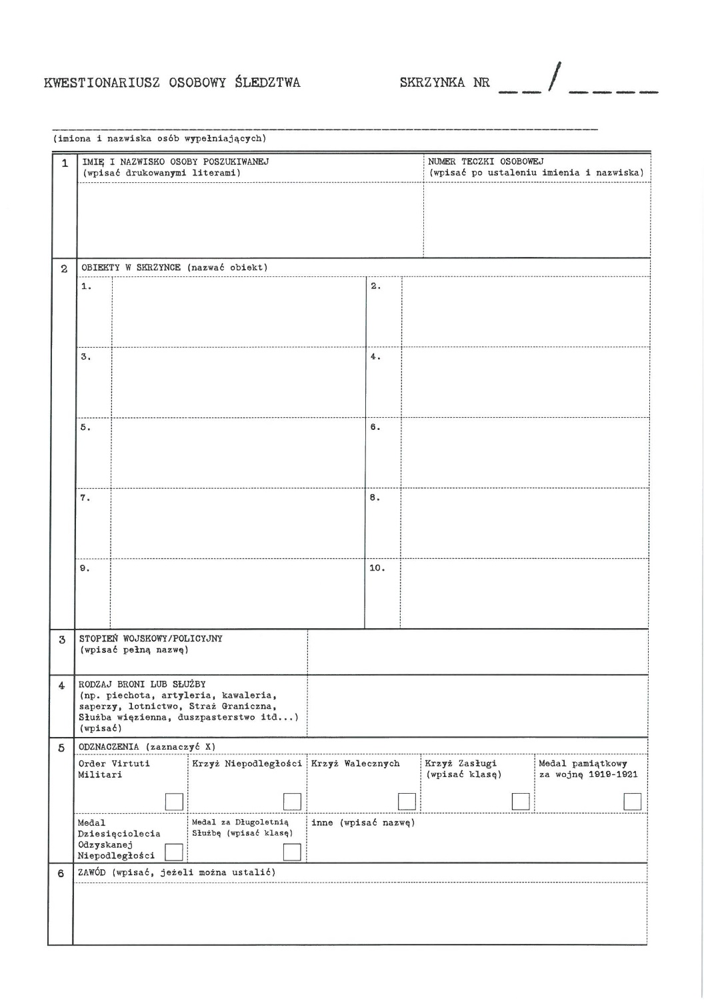 KWESTIONARIUSZ OSOBOWY ŚLEDZTWA
SKRZYNKA NR __/____
(imiona i nazwiska osób wypełniających)
1
IMIĘ I NAZWISKO OSOBY POSZUKIWANEJ
(wpisać drukowanymi literami)
NUMER TECZKI OSOBOWEJ
(wpisać po ustaleniu imienia i nazwiska)
2
OBIEKTY W SKRZYNCE (nazwać obiekt)
1.
2.
3.
4.
5.
6.
7.
8.
9.
10.
3
STOPIEŃ WOJSKOWY/POLICYJNY
(wpisać pełną nazwę)
4
RODZAJ BRONI LUB SŁUŻBY
(np. piechota, artyleria, kawaleria,
saperzy, lotnictwo, Straż Graniczna,
Służba więzienna, duszpasterstwo itd...)
(wpisać)
5
ODZNACZENIA (zaznaczyć X)
Order Virtuti
Militari
Krzyż Niepodległości
Krzyż Walecznych
Krzyż Zasługi
(wpisać klasę)
Medal pamiątkowy
za wojnę 1919-1921
Medal
Dziesięciolecia
Odzyskanej
Niepodległości
Medal za Długoletnią
Służbę (wpisać klasę)
inne (wpisać nazwę)
6
ZAWÓD (wpisać, jeżeli można ustalić)